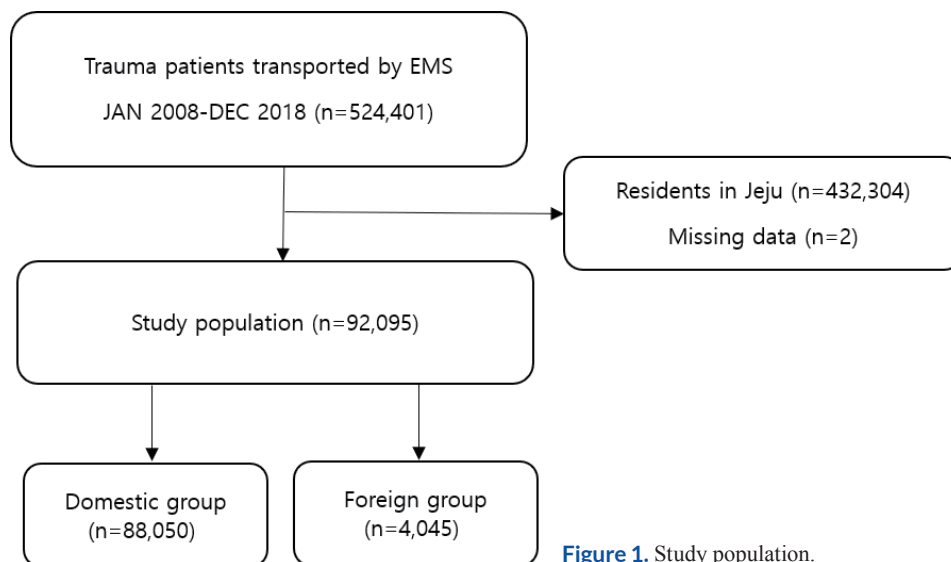 Trauma patients transported by EMS
JAN 2008-DEC 2018 (n=524,401)
Residents in Jeju (n=432,304)
Missing data (n=2)
Study population (n=92,095)
Domestic group
(n=88,050)
Foreign group
(n=4,045)
Figure 1. Study population.